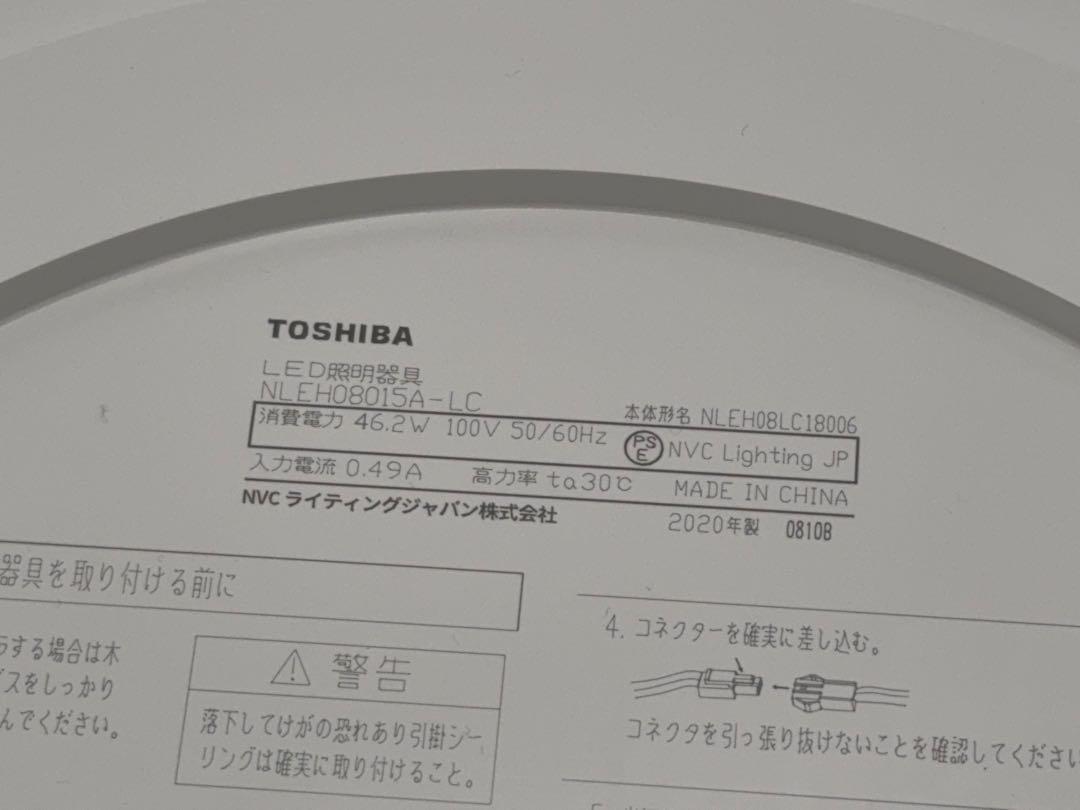 TOSHIBA
LED照明器具
NLEH08015A-LC
本体形名 NLEH08LC18006
消費電力 46.2W 100V 50/60Hz
PS
E
NVC Lighting JP
入力電流 0.49A 高力率 ta30℃ MADE IN CHINA
NVC ライティングジャパン株式会社
2020年製 0810B
器具を取り付ける前に
する場合は木
スをしっかり
んでください。
警告
落下してけがの恐れあり引掛シー
リングは確実に取り付けること。
4. コネクターを確実に差し込む。
コネクタを引っ張り抜けないことを確認してください